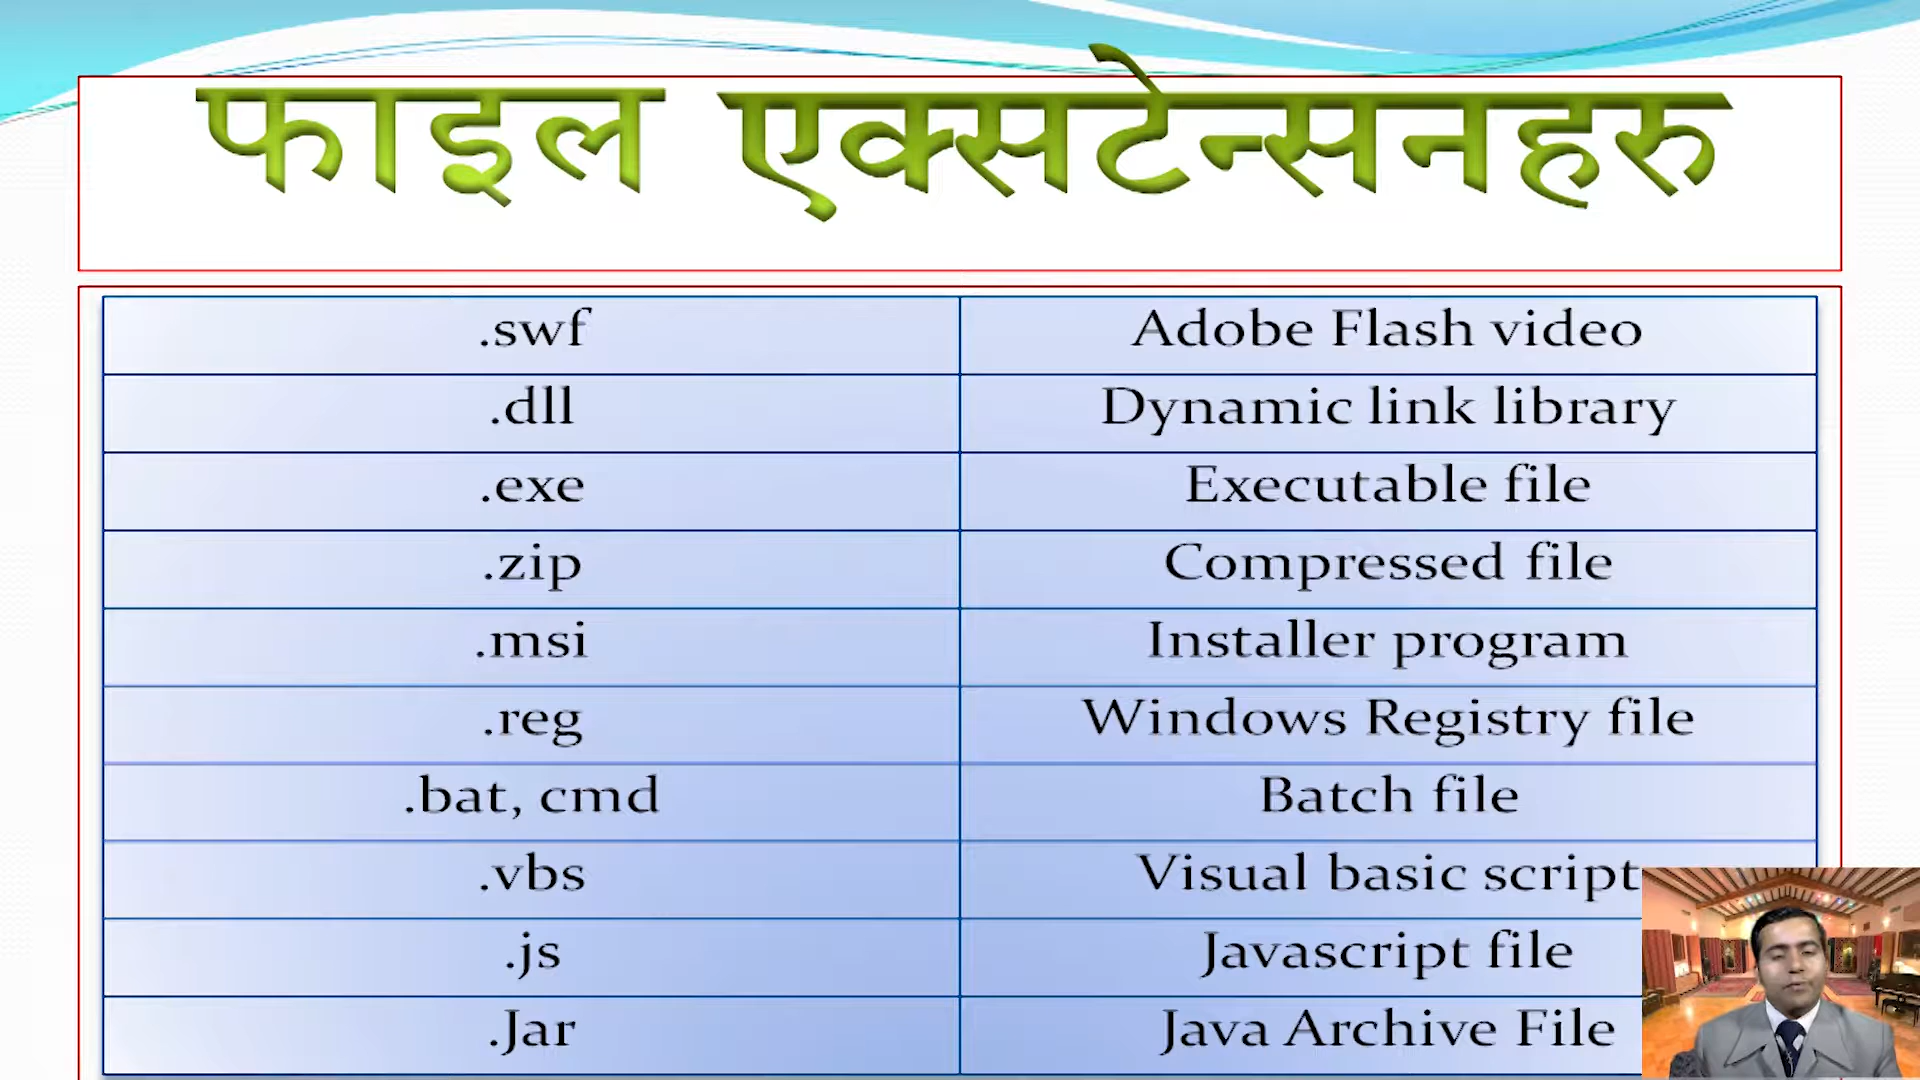 फाइल एक्सटेन्सनहरु
.swf Adobe Flash video
.dll Dynamic link library
.exe Executable file
.zip Compressed file
.msi Installer program
.reg Windows Registry file
.bat, cmd Batch file
.vbs Visual basic script
.js Javascript file
.Jar Java Archive File